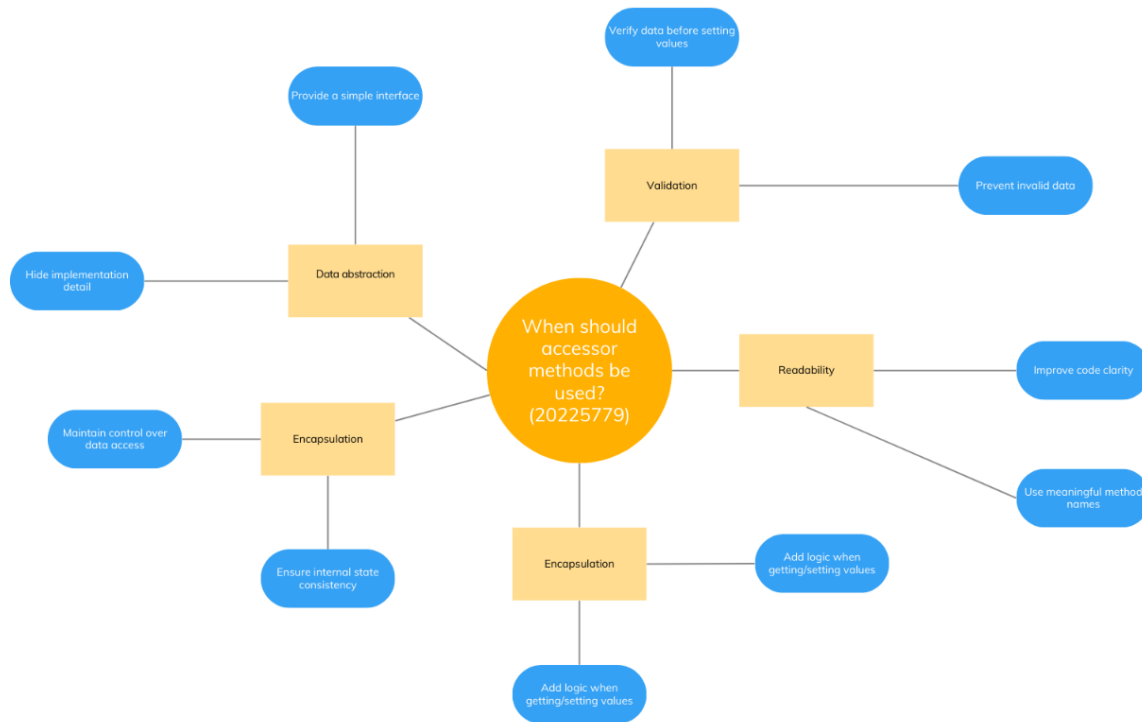 Verify data before setting
values
Provide a simple interface
Validation
Prevent invalid data
Data abstraction
Hide implementation
detail
When should
accessor
methods be
used?
(20225779)
Readability
Improve code clarity
Encapsulation
Maintain control over
data access
Use meaningful method
names
Ensure internal state
consistency
Encapsulation
Add logic when
getting/setting values
Add logic when
getting/setting values